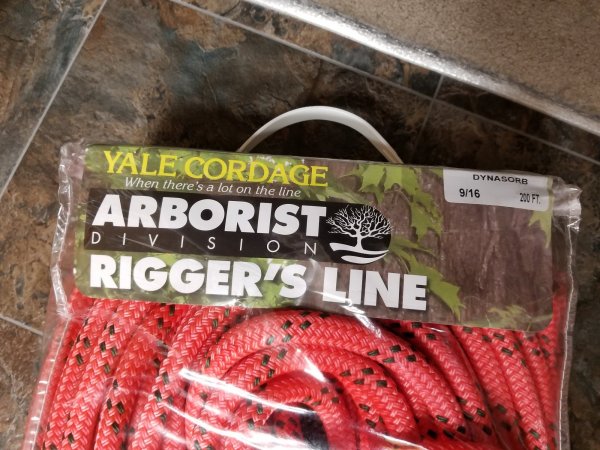 YALE CORDAGE
When there's a lot on the line
ARBORIST
DIVISION
RIGGER'S LINE
DYNASORB
9/16 200 FT.